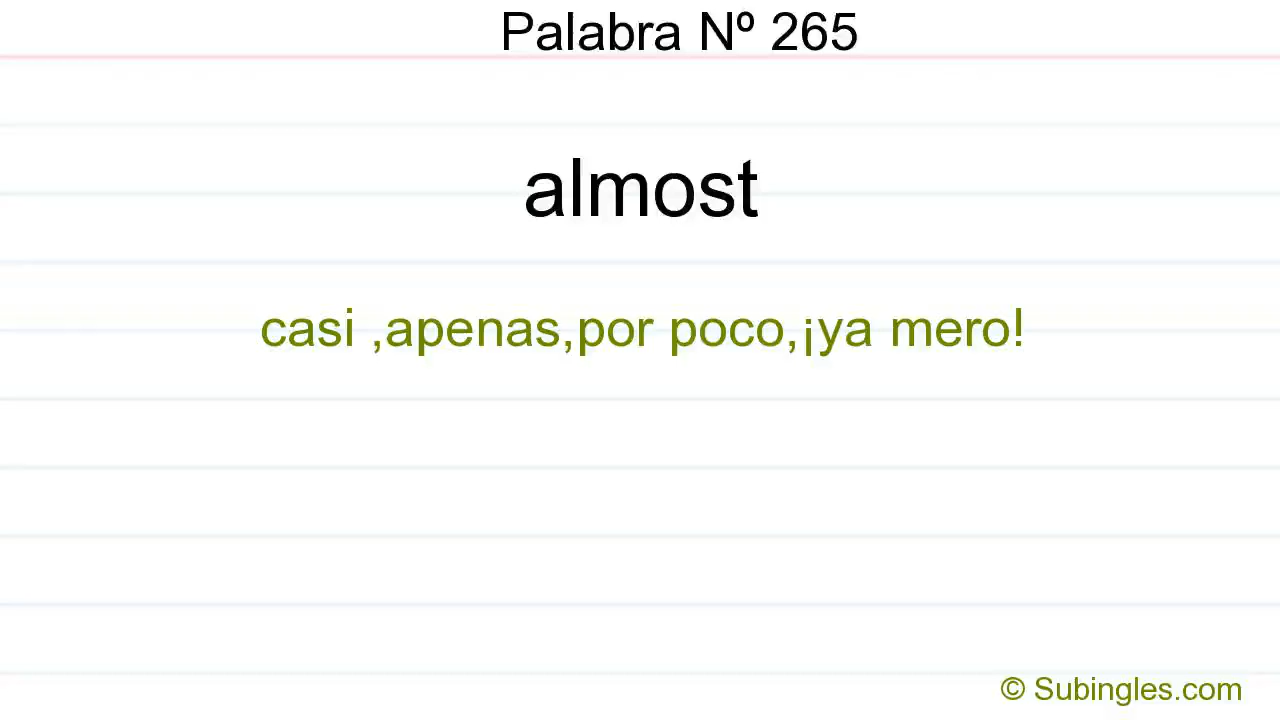 Palabra Nº 265
almost
casi ,apenas,por poco,¡ya mero!
© Subingles.com